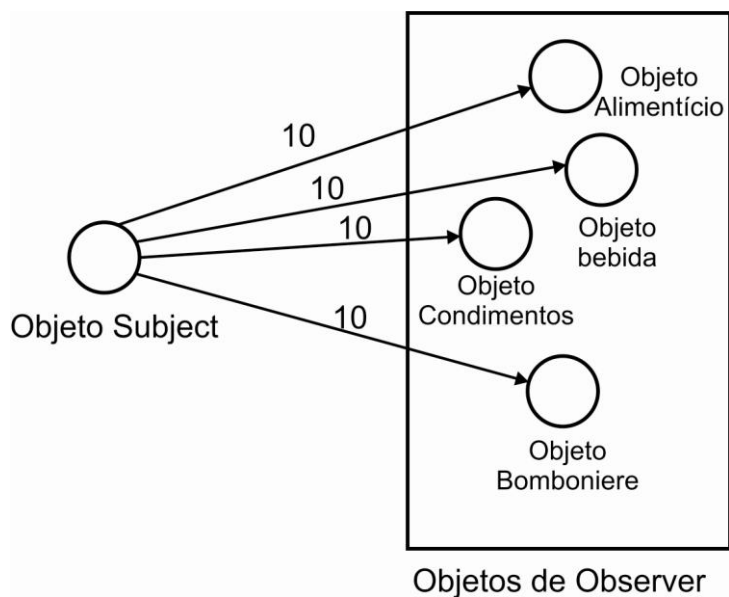 Objeto
Alimentício
10
10
Objeto
bebida
10
Objeto
Condimentos
Objeto Subject
10
Objeto
Bomboniere
Objetos de Observer